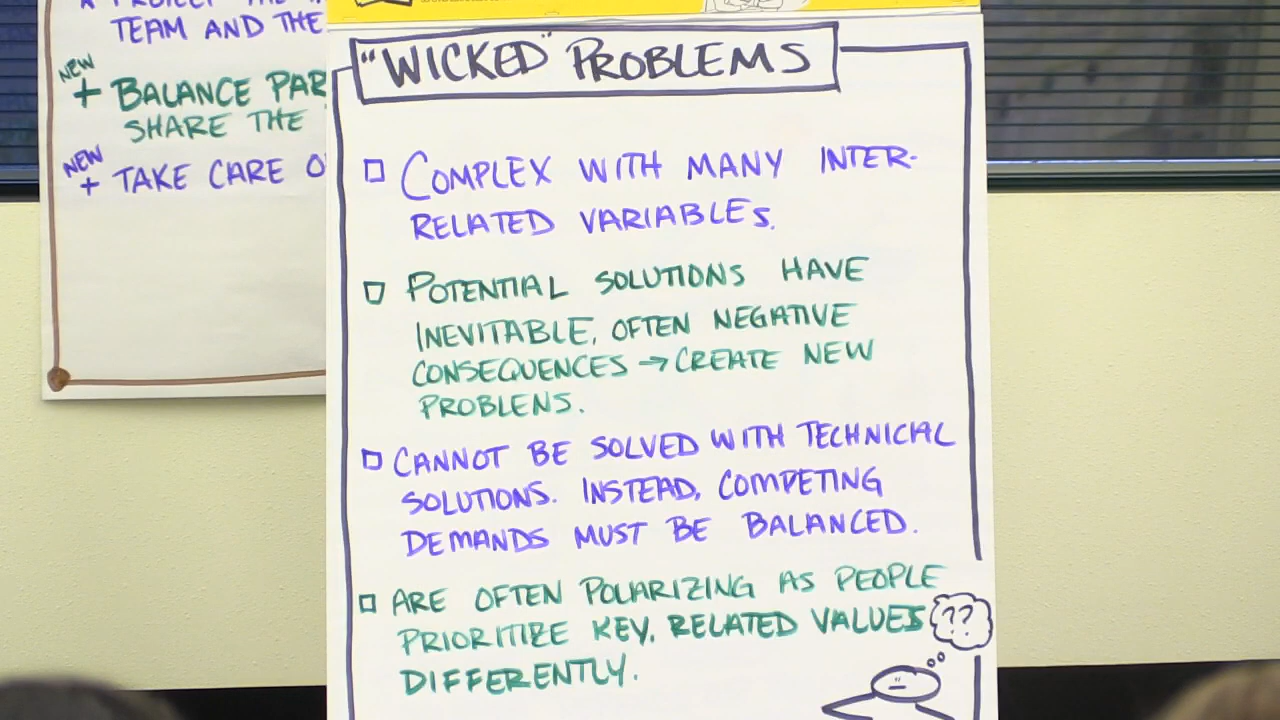 TEAM AND THE
NEW
+ BALANCE PAR
SHARE THE
NEW
+ TAKE CARE O
"WICKED" PROBLEMS
COMPLEX WITH MANY INTER-
RELATED VARIABLES.
POTENTIAL SOLUTIONS HAVE
INEVITABLE, OFTEN NEGATIVE
CONSEQUENCES → CREATE NEW
PROBLENS.
CANNOT BE SOLVED WITH TECHNICIAL
SOLUTIONS. INSTEAD, COMPETING
DEMANDS MUST BE BALANCED.
ARE OFTEN POLARIZING AS PEOPLE
PRIORITIZE KEY, RELATED VALUES
DIFFERENTLY.
??